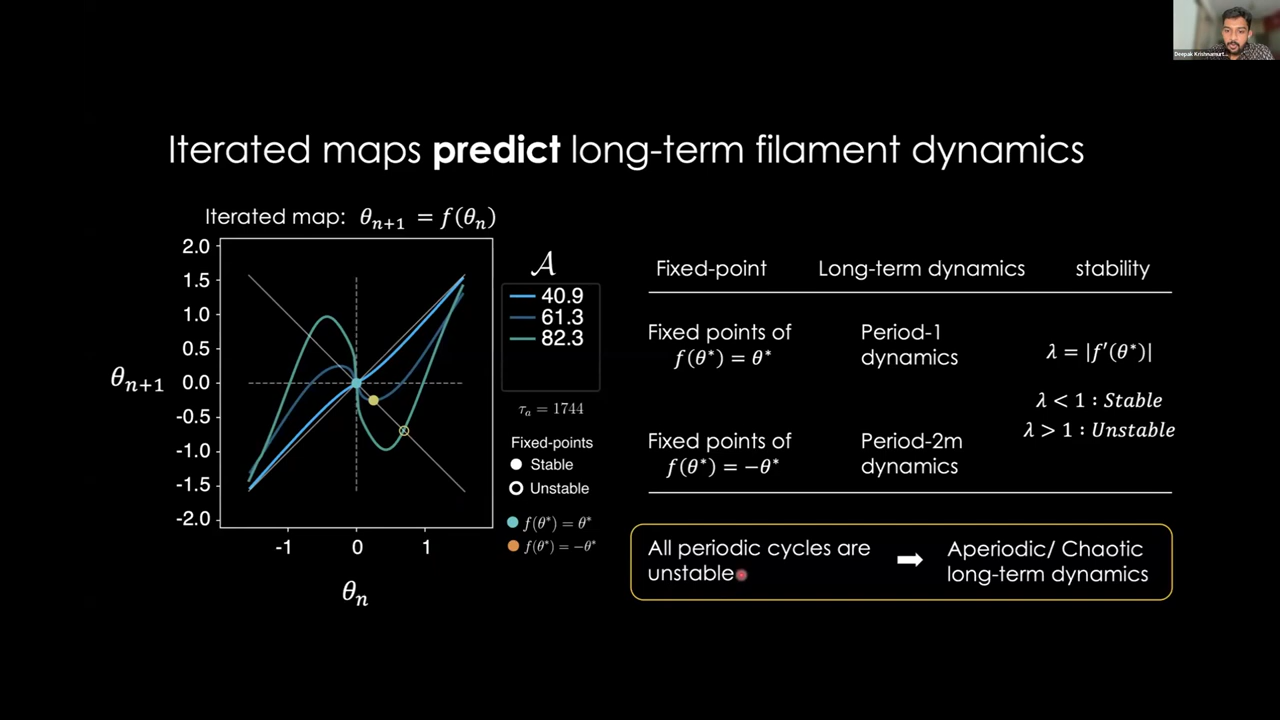 Deepak Krishnamurt
Iterated maps predict long-term filament dynamics
Iterated map: θₙ₊₁ = f(θₙ)
2.0
1.5
1.0
0.5
0.0
-0.5
-1.0
-1.5
-2.0
θₙ₊₁
-1
0
1
θₙ
𝒜
40.9
61.3
82.3
τₐ = 1744
Fixed-points
Stable
Unstable
f(θ*) = θ*
f(θ*) = −θ*
Fixed-point Long-term dynamics stability
Fixed points of
f(θ*) = θ*
Period-1
dynamics
λ = |f′(θ*)|
λ < 1 : Stable
λ > 1 : Unstable
Fixed points of
f(θ*) = −θ*
Period-2m
dynamics
All periodic cycles are
unstable
Aperiodic/ Chaotic
long-term dynamics